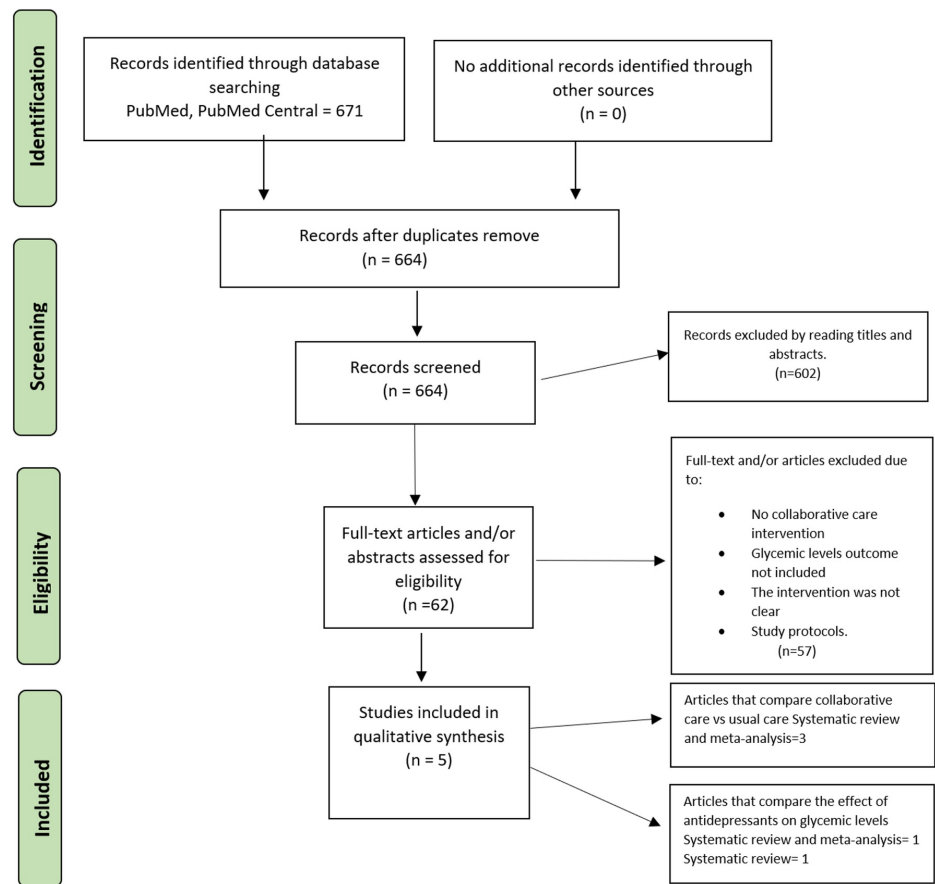 Identification
Records identified through database
searching
PubMed, PubMed Central = 671
No additional records identified through
other sources
(n = 0)
Records after duplicates remove
(n = 664)
Screening
Records screened
(n = 664)
Records excluded by reading titles and
abstracts.
(n=602)
Eligibility
Full-text articles and/or
abstracts assessed for
eligibility
(n =62)
Full-text and/or articles excluded due
to:
• No collaborative care
intervention
• Glycemic levels outcome
not included
• The intervention was not
clear
• Study protocols.
(n=57)
Included
Studies included in
qualitative synthesis
(n = 5)
Articles that compare collaborative
care vs usual care Systematic review
and meta-analysis=3
Articles that compare the effect of
antidepressants on glycemic levels
Systematic review and meta-analysis= 1
Systematic review= 1